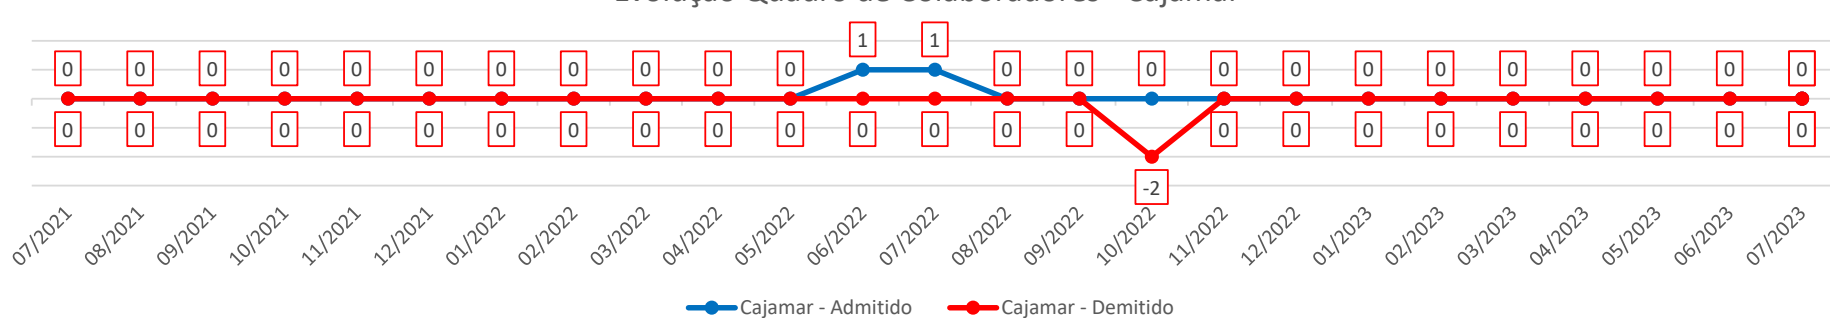 Evolução Quadro de Colaboradores - Cajamar
1 1
0 0 0 0 0 0 0 0 0 0 0 0 0 0 0 0 0 0 0 0 0 0 0
0 0 0 0 0 0 0 0 0 0 0 0 0 0 0 0 0 0 0 0 0 0 0 0
-2
07/2021 08/2021 09/2021 10/2021 11/2021 12/2021 01/2022 02/2022 03/2022 04/2022 05/2022 06/2022 07/2022 08/2022 09/2022 10/2022 11/2022 12/2022 01/2023 02/2023 03/2023 04/2023 05/2023 06/2023 07/2023
Cajamar - Admitido Cajamar - Demitido